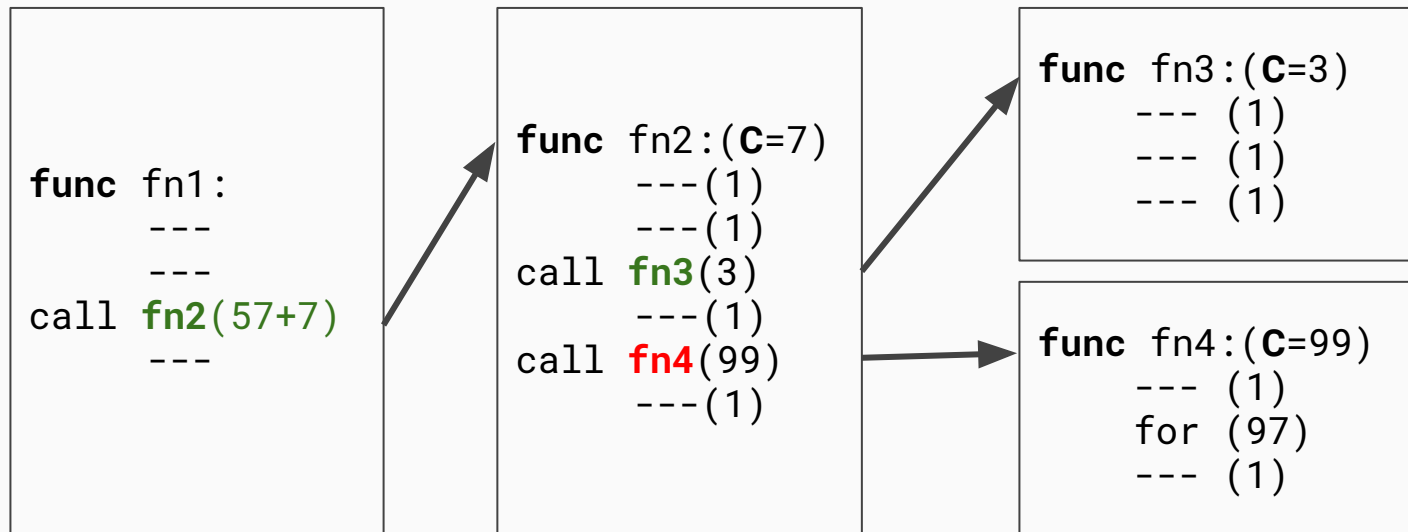 func fn1:
---
---
call fn2(57+7)
---
func fn2:(C=7)
---(1)
---(1)
call fn3(3)
---(1)
call fn4(99)
---(1)
func fn3:(C=3)
--- (1)
--- (1)
--- (1)
func fn4:(C=99)
--- (1)
for (97)
--- (1)